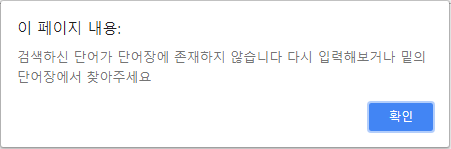 이 페이지 내용:
검색하신 단어가 단어장에 존재하지 않습니다 다시 입력해보거나 밑의
단어장에서 찾아주세요
확인